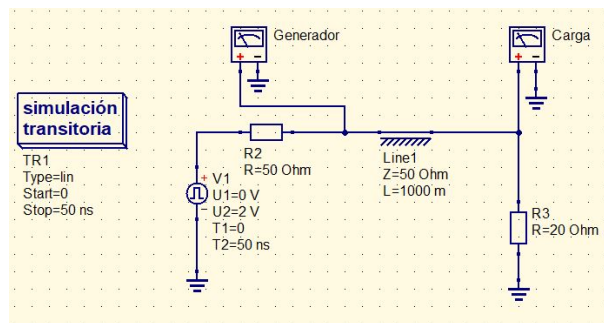 Generador
Carga
simulación
transitoria
TR1
Type=lin
Start=0
Stop=50 ns
R2
R=50 Ohm
V1
U1=0 V
U2=2 V
T1=0
T2=50 ns
Line1
Z=50 Ohm
L=1000 m
R3
R=20 Ohm